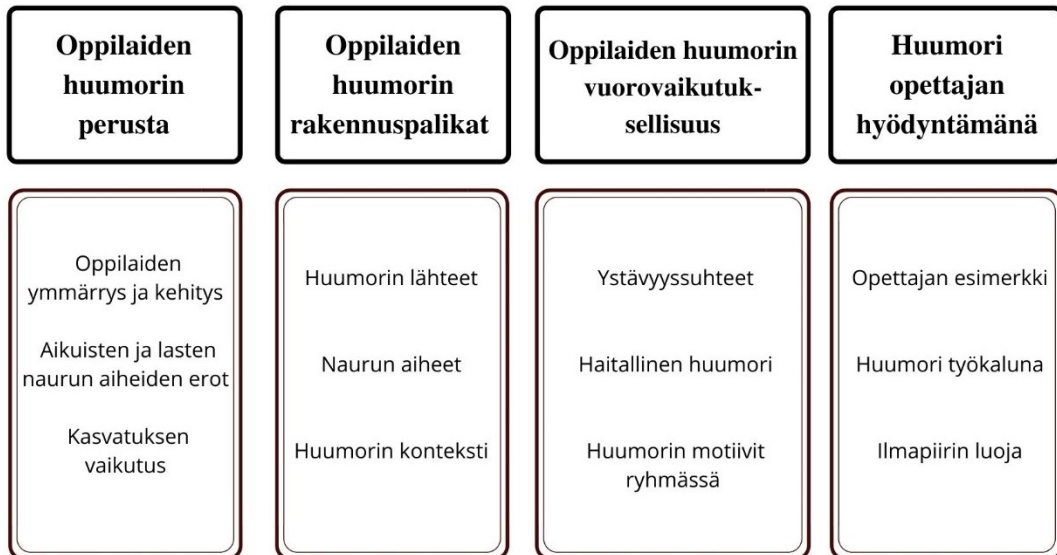 Oppilaiden
huumorin
perusta
Oppilaiden
huumorin
rakennuspalikat
Oppilaiden huumorin
vuorovaikutuk-
sellisuus
Huumori
opettajan
hyödyntämänä
Oppilaiden
ymmärrys ja kehitys
Aikuisten ja lasten
naurun aiheiden erot
Kasvatuksen
vaikutus
Huumorin lähteet
Naurun aiheet
Huumorin konteksti
Ystävyyssuhteet
Haitallinen huumori
Huumorin motiivit
ryhmässä
Opettajan esimerkki
Huumori työkaluna
Ilmapiirin luoja